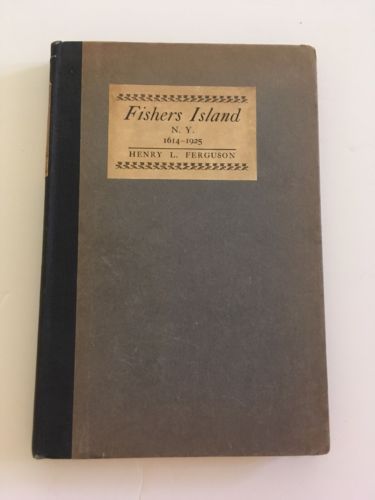 Fishers Island
N. Y.
1614–1925
HENRY L. FERGUSON